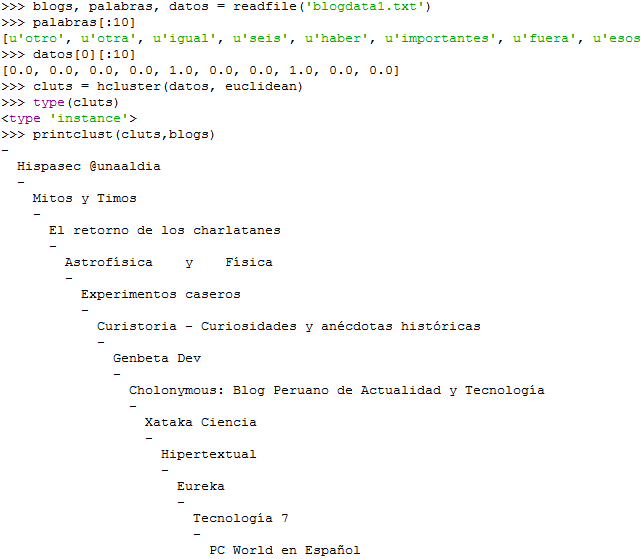 >>> blogs, palabras, datos = readfile('blogdata1.txt')
>>> palabras[:10]
[u'otro', u'otra', u'igual', u'seis', u'haber', u'importantes', u'fuera', u'esos
>>> datos[0][:10]
[0.0, 0.0, 0.0, 0.0, 1.0, 0.0, 0.0, 1.0, 0.0, 0.0]
>>> cluts = hcluster(datos, euclidean)
>>> type(cluts)
<type 'instance'>
>>> printclust(cluts,blogs)
-
  Hispasec @unaaldia
  -
    Mitos y Timos
    -
      El retorno de los charlatanes
      -
        Astrofísica    y    Física
        -
          Experimentos caseros
          -
            Curistoria - Curiosidades y anécdotas históricas
            -
              Genbeta Dev
              -
                Cholonymous: Blog Peruano de Actualidad y Tecnología
                -
                  Xataka Ciencia
                  -
                    Hipertextual
                    -
                      Eureka
                      -
                        Tecnología 7
                        -
                          PC World en Español